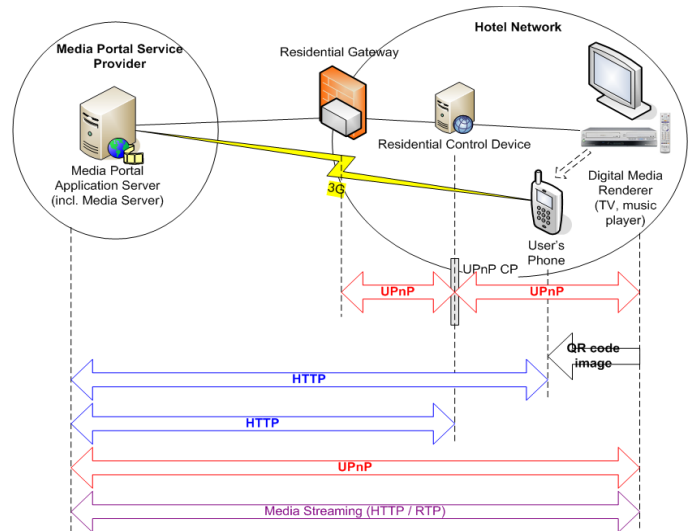 Hotel Network
Media Portal Service
Provider
Residential Gateway
Residential Control Device
Media Portal
Application Server
(incl. Media Server)
Digital Media
Renderer
(TV, music
player)
3G
User's
Phone
UPnP CP
UPnP
UPnP
QR code
image
HTTP
HTTP
UPnP
Media Streaming (HTTP / RTP)